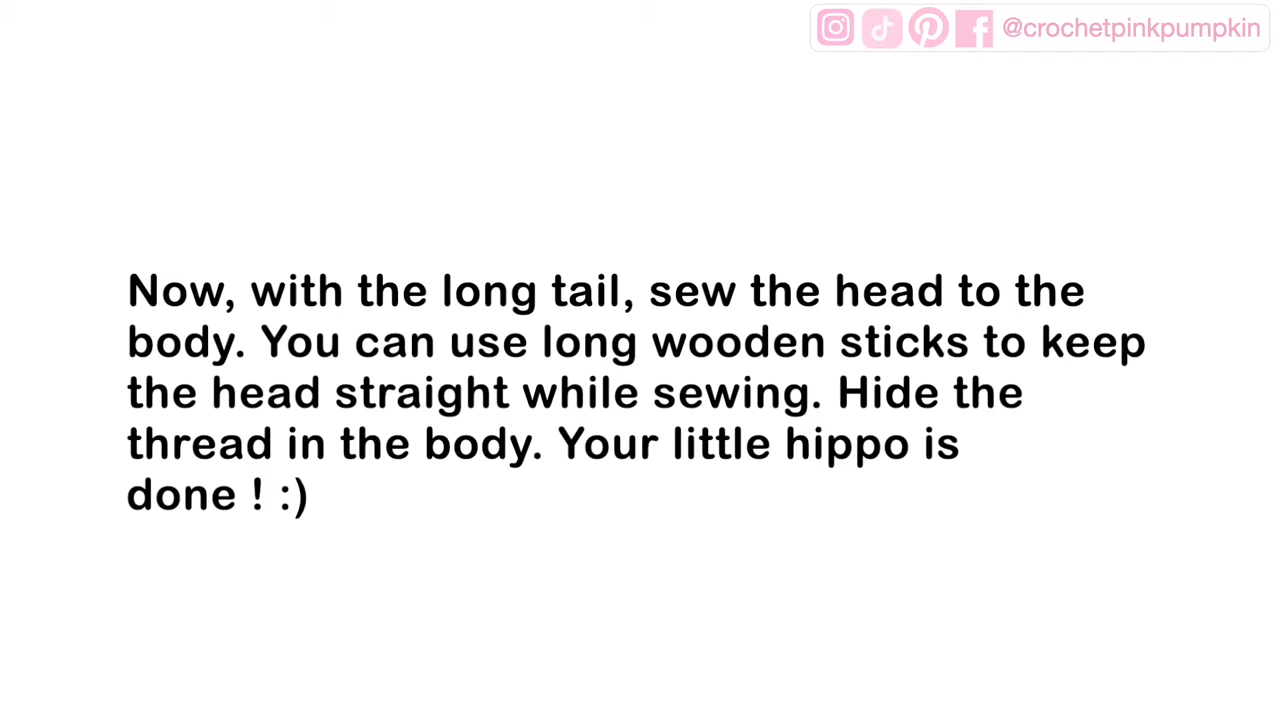 @crochetpinkpumpkin
Now, with the long tail, sew the head to the
body. You can use long wooden sticks to keep
the head straight while sewing. Hide the
thread in the body. Your little hippo is
done ! :)